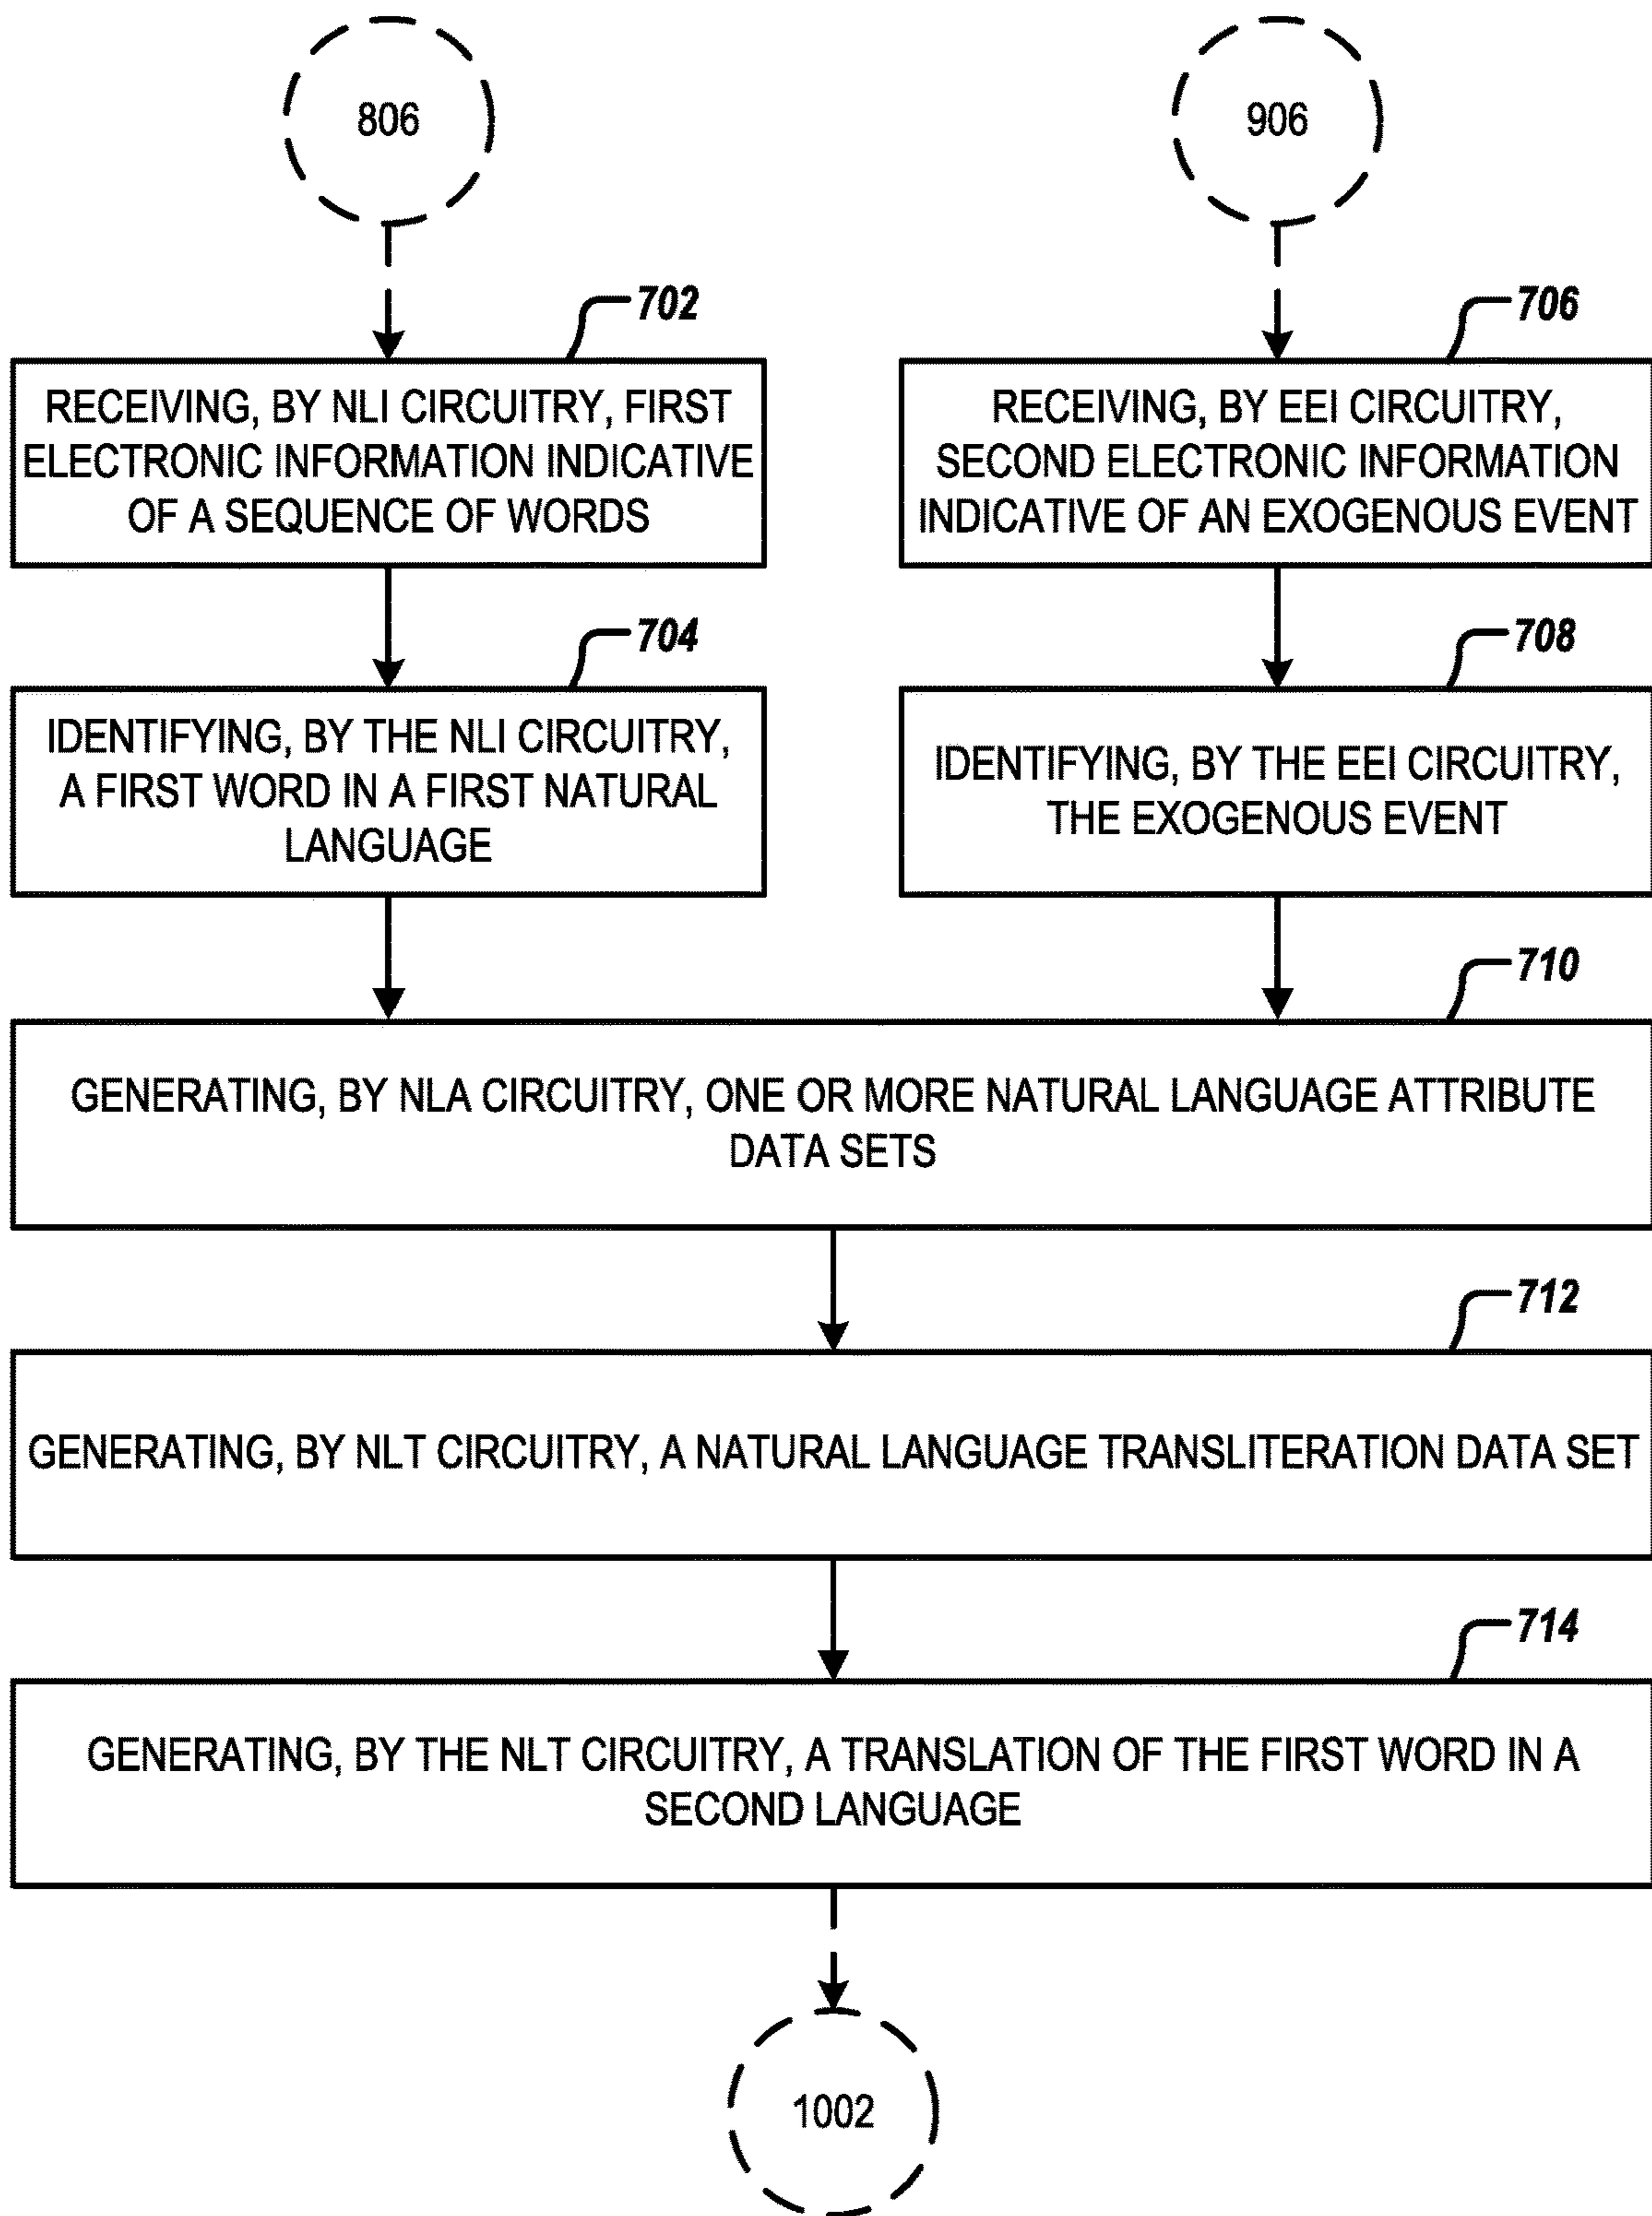 806
906
702
RECEIVING, BY NLI CIRCUITRY, FIRST
ELECTRONIC INFORMATION INDICATIVE
OF A SEQUENCE OF WORDS
706
RECEIVING, BY EEI CIRCUITRY,
SECOND ELECTRONIC INFORMATION
INDICATIVE OF AN EXOGENOUS EVENT
704
IDENTIFYING, BY THE NLI CIRCUITRY,
A FIRST WORD IN A FIRST NATURAL
LANGUAGE
708
IDENTIFYING, BY THE EEI CIRCUITRY,
THE EXOGENOUS EVENT
710
GENERATING, BY NLA CIRCUITRY, ONE OR MORE NATURAL LANGUAGE ATTRIBUTE
DATA SETS
712
GENERATING, BY NLT CIRCUITRY, A NATURAL LANGUAGE TRANSLITERATION DATA SET
714
GENERATING, BY THE NLT CIRCUITRY, A TRANSLATION OF THE FIRST WORD IN A
SECOND LANGUAGE
1002